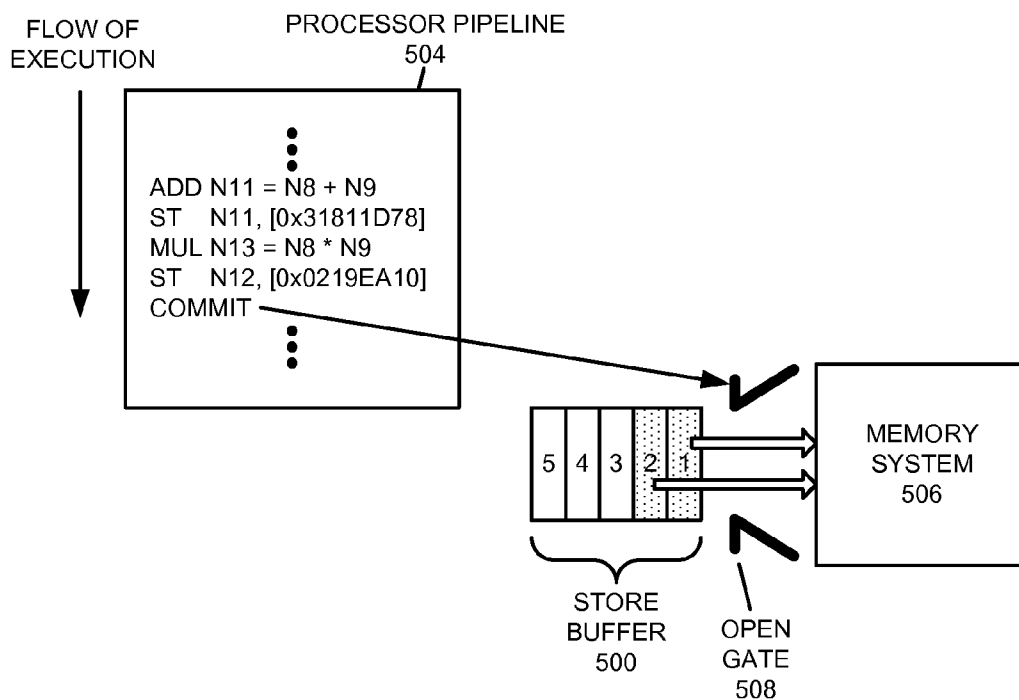 FLOW OF
EXECUTION
PROCESSOR PIPELINE
504
ADD N11 = N8 + N9
ST N11, [0x31811D78]
MUL N13 = N8 * N9
ST N12, [0x0219EA10]
COMMIT
5 4 3 2 1
MEMORY
SYSTEM
506
STORE
BUFFER
500
OPEN
GATE
508